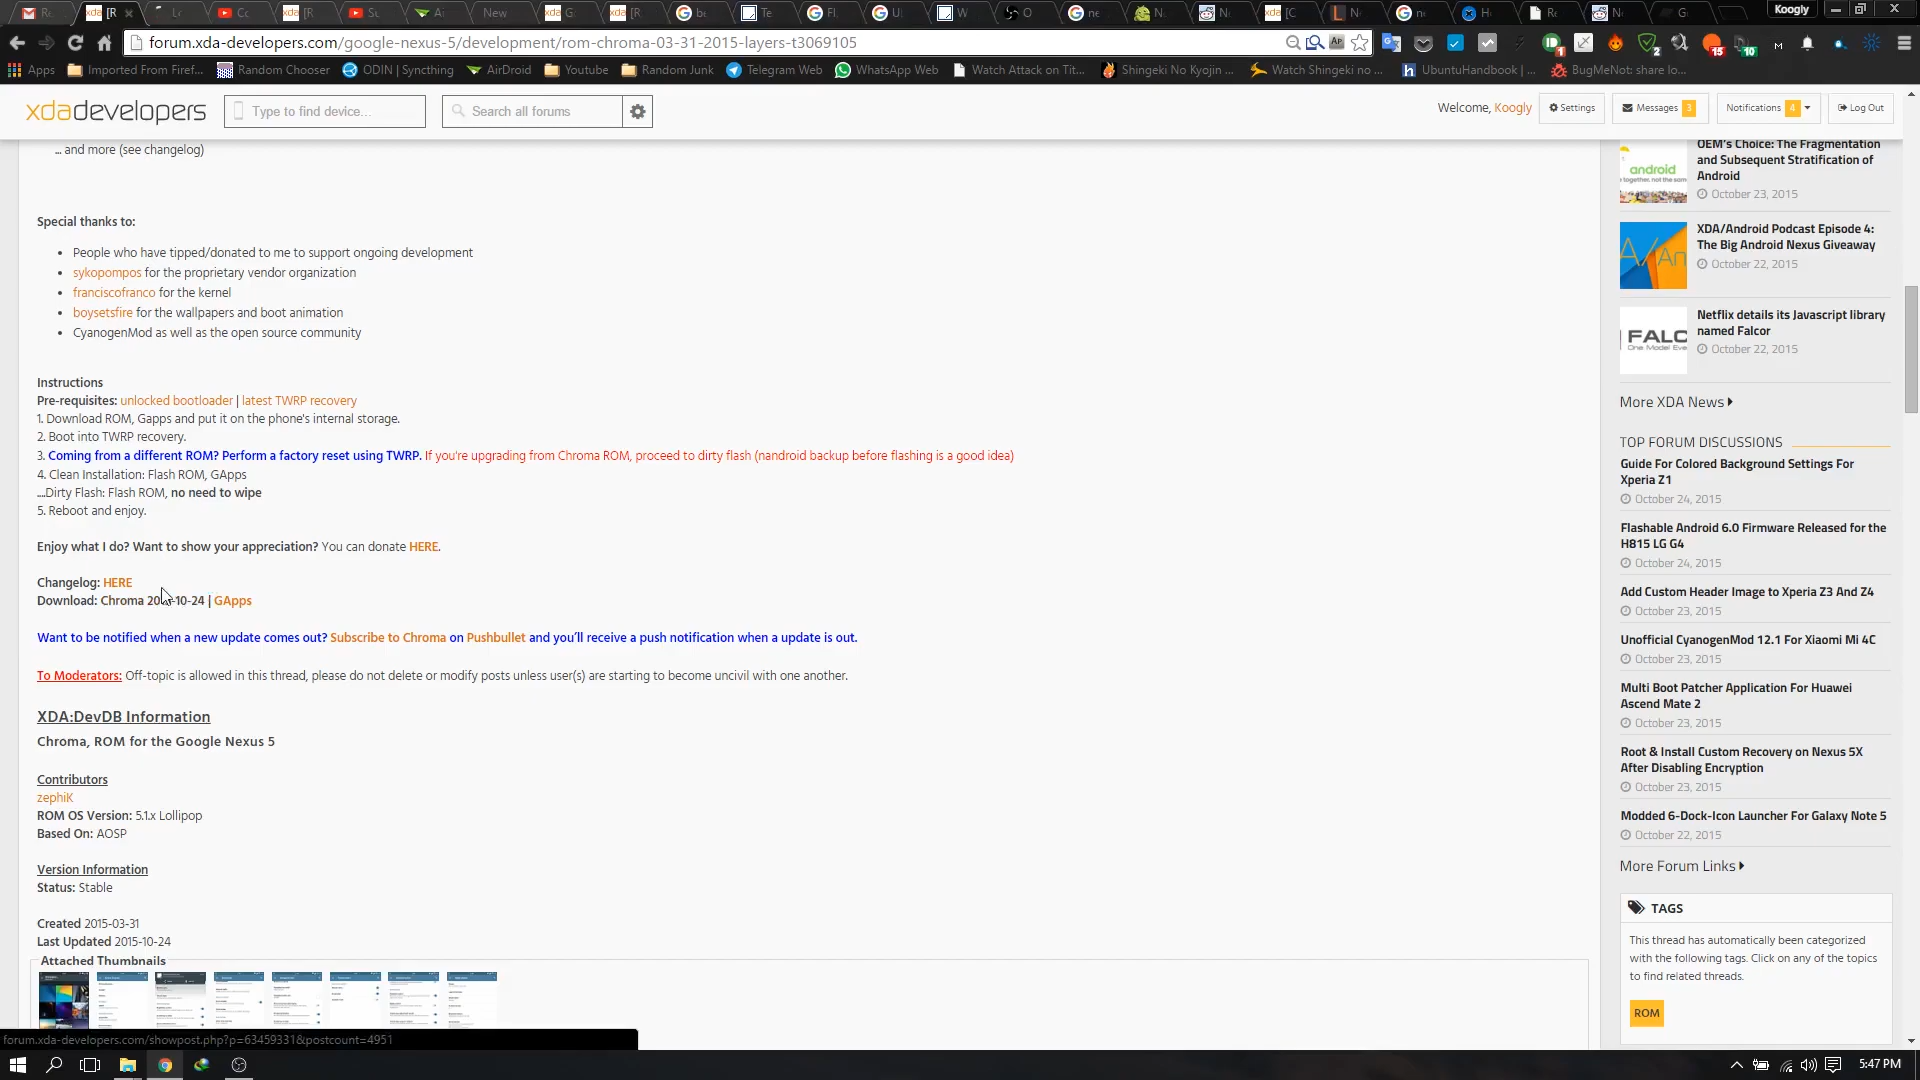 Koogly
forum.xda-developers.com/google-nexus-5/development/rom-chroma-03-31-2015-layers-t3069105
Apps Imported From Firef... Random Chooser ODIN | Syncthing AirDroid Youtube Random Junk Telegram Web WhatsApp Web Watch Attack on Tit... Shingeki No Kyojin ... Watch Shingeki no ... UbuntuHandbook | ... BugMeNot: share lo...
xdadevelopers Type to find device... Search all forums Welcome, Koogly Settings Messages 3 Notifications 4 Log Out
... and more (see changelog)
Special thanks to:
People who have tipped/donated to me to support ongoing development
sykopompos for the proprietary vendor organization
franciscofranco for the kernel
boysetsfire for the wallpapers and boot animation
CyanogenMod as well as the open source community
Instructions
Pre-requisites: unlocked bootloader | latest TWRP recovery
1. Download ROM, Gapps and put it on the phone's internal storage.
2. Boot into TWRP recovery.
3. Coming from a different ROM? Perform a factory reset using TWRP. If you're upgrading from Chroma ROM, proceed to dirty flash (nandroid backup before flashing is a good idea)
4. Clean Installation: Flash ROM, GApps
....Dirty Flash: Flash ROM, no need to wipe
5. Reboot and enjoy.
Enjoy what I do? Want to show your appreciation? You can donate HERE.
Changelog: HERE
Download: Chroma 20 -10-24 | GApps
Want to be notified when a new update comes out? Subscribe to Chroma on Pushbullet and you'll receive a push notification when a update is out.
To Moderators: Off-topic is allowed in this thread, please do not delete or modify posts unless user(s) are starting to become uncivil with one another.
XDA:DevDB Information
Chroma, ROM for the Google Nexus 5
Contributors
zephiK
ROM OS Version: 5.1.x Lollipop
Based On: AOSP
Version Information
Status: Stable
Created 2015-03-31
Last Updated 2015-10-24
Attached Thumbnails
OEM's Choice: The Fragmentation
and Subsequent Stratification of
Android
October 23, 2015
XDA/Android Podcast Episode 4:
The Big Android Nexus Giveaway
October 22, 2015
Netflix details its Javascript library
named Falcor
October 22, 2015
More XDA News
TOP FORUM DISCUSSIONS
Guide For Colored Background Settings For
Xperia Z1
October 24, 2015
Flashable Android 6.0 Firmware Released for the
H815 LG G4
October 24, 2015
Add Custom Header Image to Xperia Z3 And Z4
October 23, 2015
Unofficial CyanogenMod 12.1 For Xiaomi Mi 4C
October 23, 2015
Multi Boot Patcher Application For Huawei
Ascend Mate 2
October 23, 2015
Root & Install Custom Recovery on Nexus 5X
After Disabling Encryption
October 23, 2015
Modded 6-Dock-Icon Launcher For Galaxy Note 5
October 22, 2015
More Forum Links
TAGS
This thread has automatically been categorized
with the following tags. Click on any of the topics
to find related threads.
ROM
forum.xda-developers.com/showpost.php?p=63459331&postcount=4951
5:47 PM